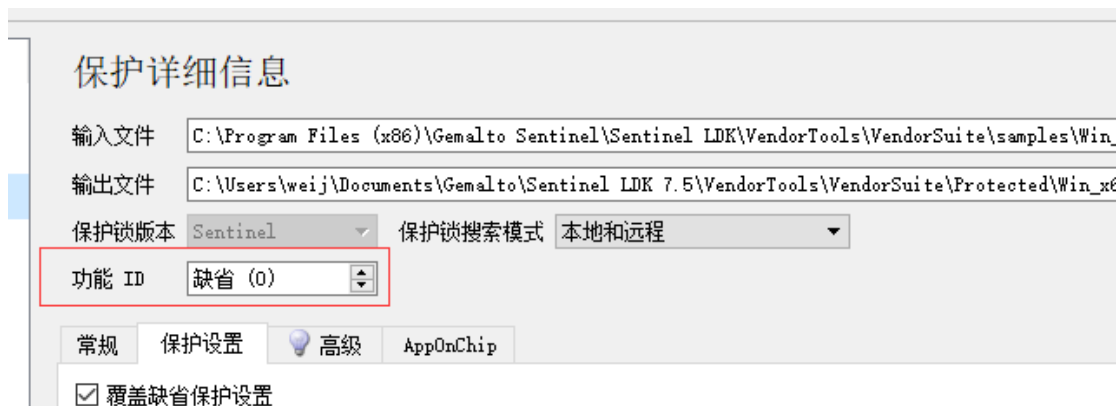 保护详细信息
输入文件 C:\Program Files (x86)\Gemalto Sentinel\Sentinel LDK\VendorTools\VendorSuite\samples\Win_
输出文件 C:\Users\weij\Documents\Gemalto\Sentinel LDK 7.5\VendorTools\VendorSuite\Protected\Win_x6
保护锁版本 Sentinel 保护锁搜索模式 本地和远程
功能 ID 缺省 (0)
常规 保护设置 高级 AppOnChip
覆盖缺省保护设置